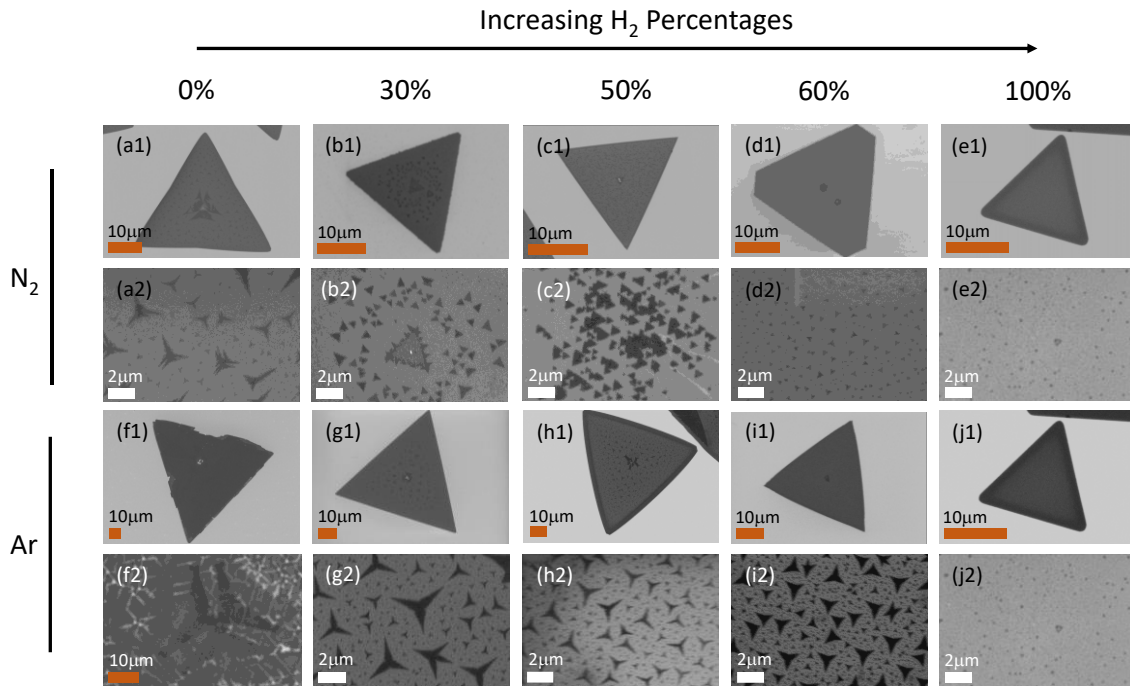 Increasing H₂ Percentages
0% 30% 50% 60% 100%
N₂
(a1) (b1) (c1) (d1) (e1)
10μm 10μm 10μm 10μm 10μm
(a2) (b2) (c2) (d2) (e2)
2μm 2μm 2μm 2μm 2μm
Ar
(f1) (g1) (h1) (i1) (j1)
10μm 10μm 10μm 10μm 10μm
(f2) (g2) (h2) (i2) (j2)
10μm 2μm 2μm 2μm 2μm